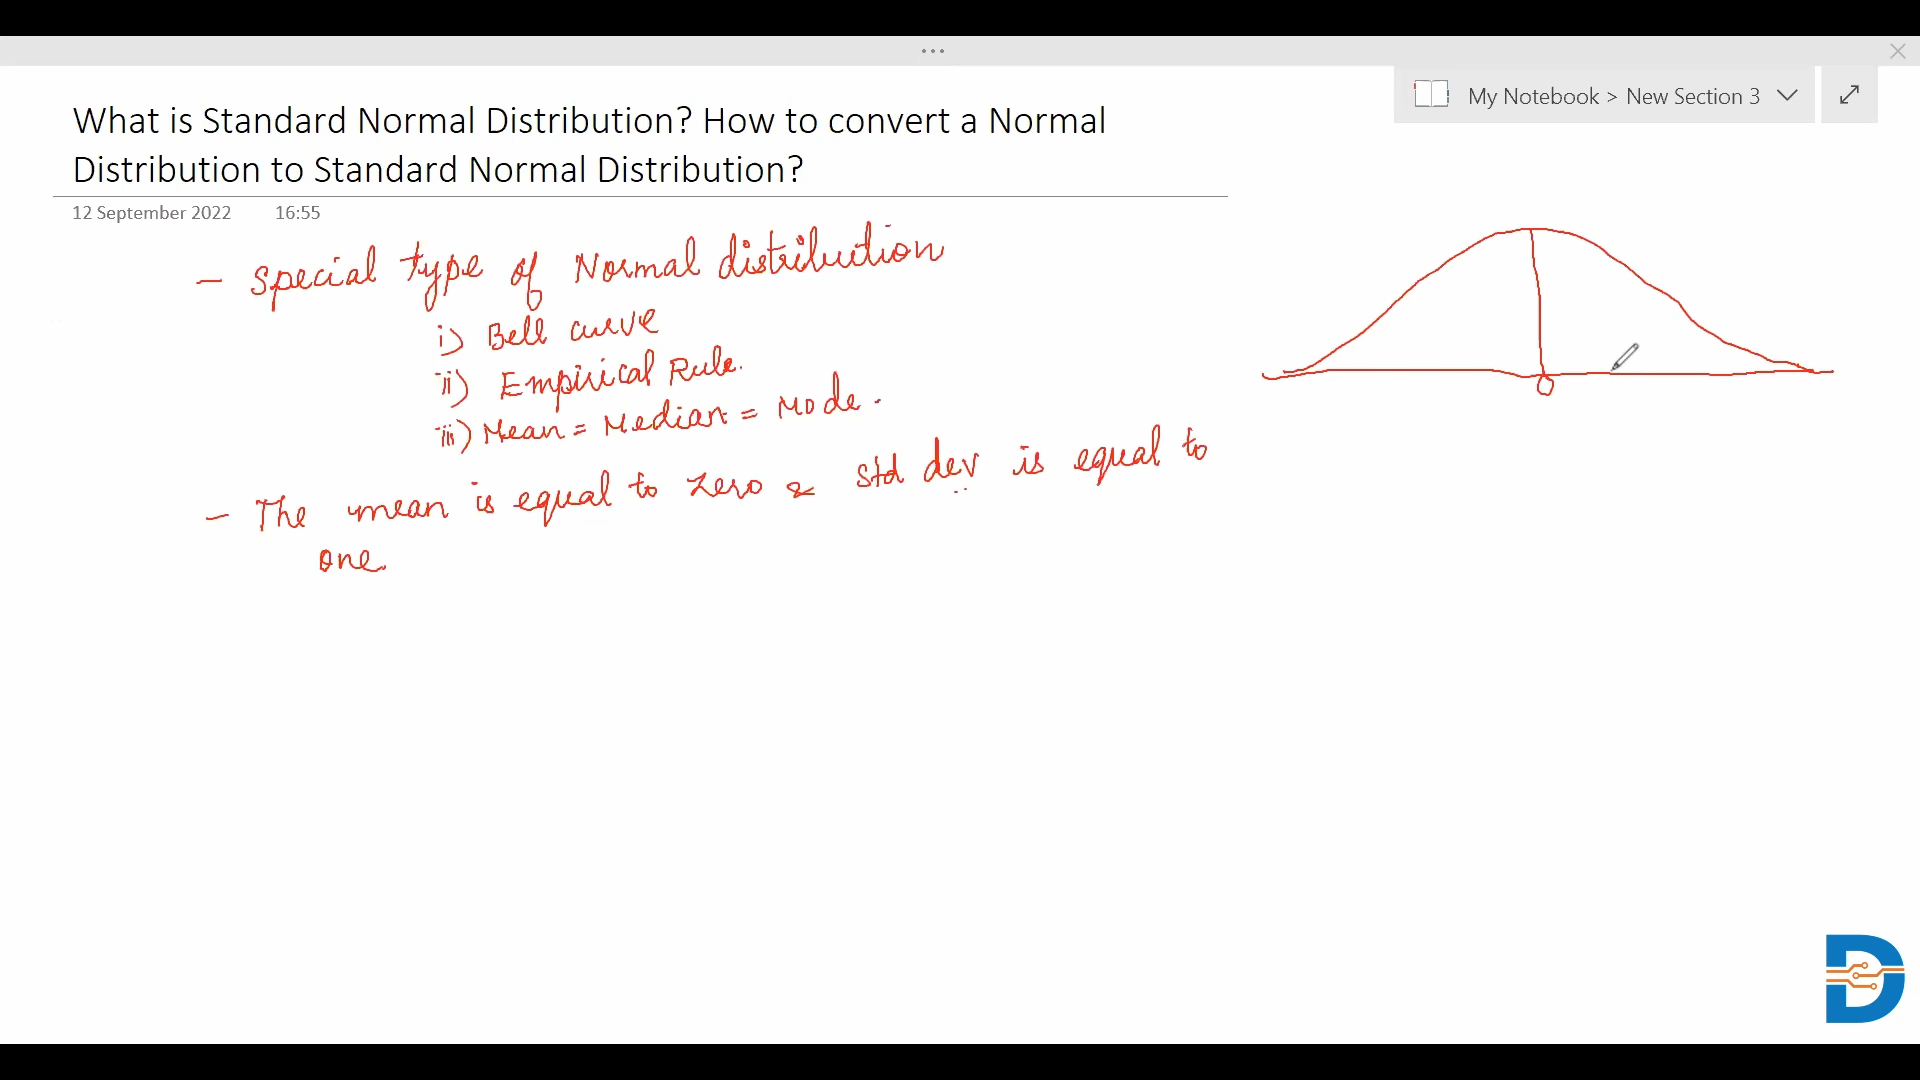 My Notebook > New Section 3
What is Standard Normal Distribution? How to convert a Normal
Distribution to Standard Normal Distribution?
12 September 2022 16:55
- Special type of Normal distribution
i) Bell curve
ii) Empirical Rule.
iii) Mean = Median = Mode.
- The mean is equal to zero & std dev is equal to
one
0